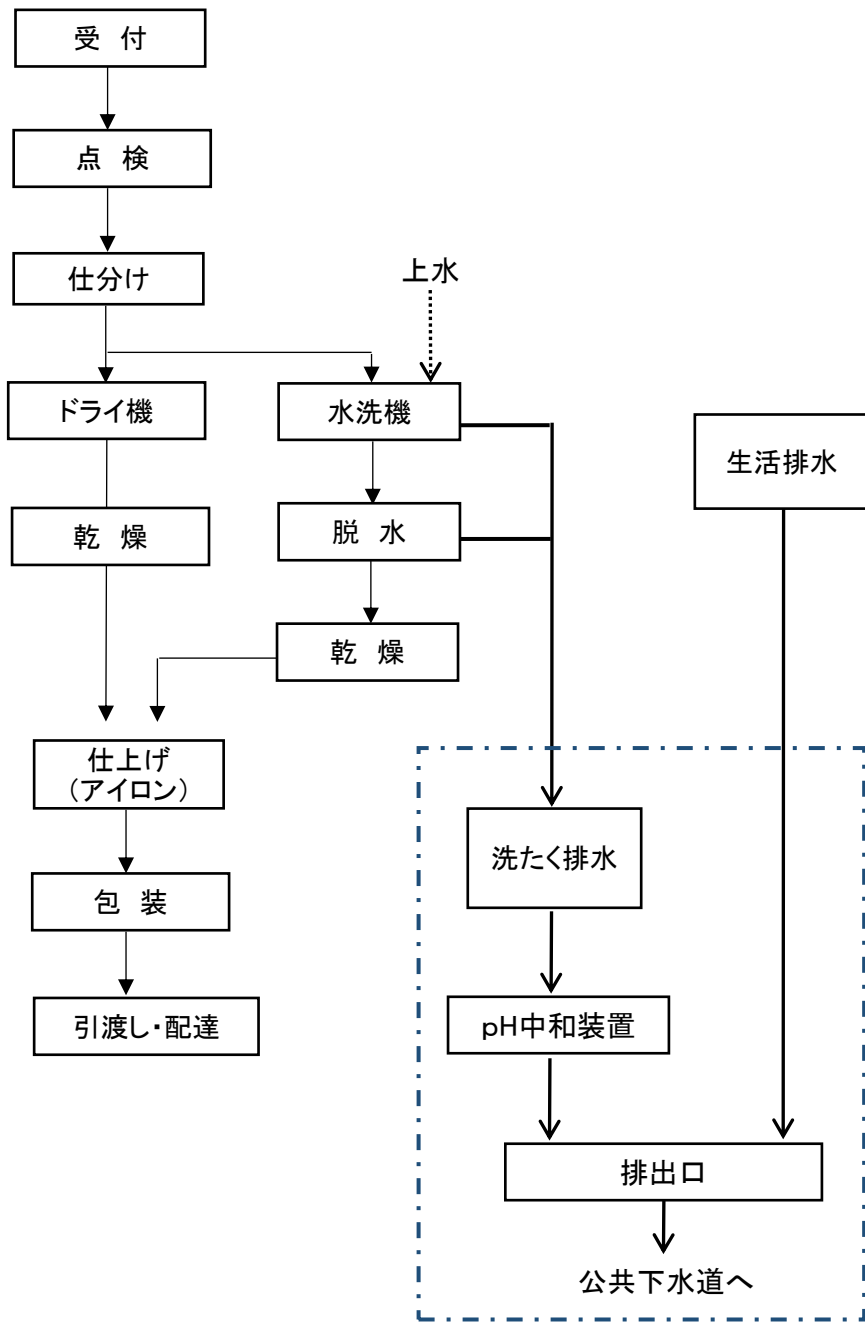 受 付
点 検
仕分け
上水
ドライ機
水洗機
生活排水
乾 燥
脱 水
乾 燥
仕上げ
（アイロン）
洗たく排水
包 装
引渡し・配達
pH中和装置
排出口
公共下水道へ